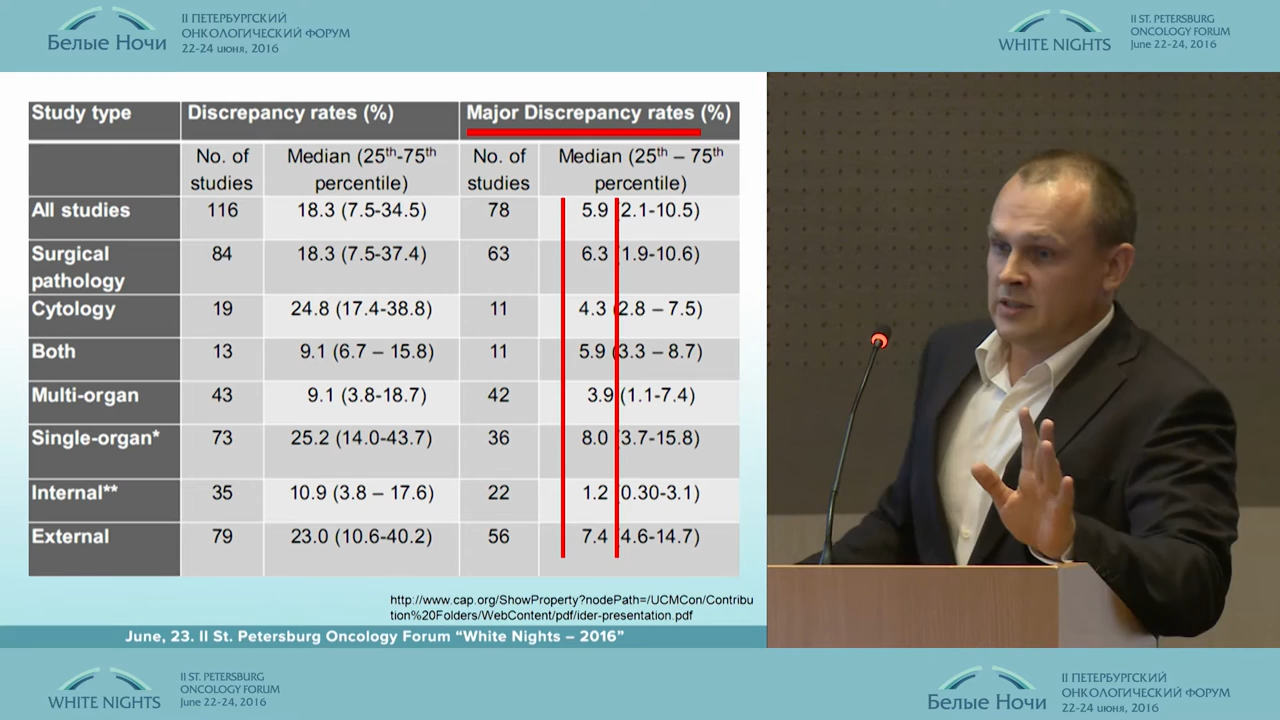 Белые Ночи
II ПЕТЕРБУРГСКИЙ
ОНКОЛОГИЧЕСКИЙ ФОРУМ
22-24 июня, 2016
WHITE NIGHTS
II ST. PETERSBURG
ONCOLOGY FORUM
June 22-24, 2016
Study type Discrepancy rates (%) Major Discrepancy rates (%)
No. of studies Median (25th-75th percentile) No. of studies Median (25th – 75th percentile)
All studies 116 18.3 (7.5-34.5) 78 5.9 (2.1-10.5)
Surgical pathology 84 18.3 (7.5-37.4) 63 6.3 (1.9-10.6)
Cytology 19 24.8 (17.4-38.8) 11 4.3 (2.8 – 7.5)
Both 13 9.1 (6.7 – 15.8) 11 5.9 (3.3 – 8.7)
Multi-organ 43 9.1 (3.8-18.7) 42 3.9 (1.1-7.4)
Single-organ* 73 25.2 (14.0-43.7) 36 8.0 (3.7-15.8)
Internal** 35 10.9 (3.8 – 17.6) 22 1.2 (0.30-3.1)
External 79 23.0 (10.6-40.2) 56 7.4 (4.6-14.7)
http://www.cap.org/ShowProperty?nodePath=/UCMCon/Contribu
tion%20Folders/WebContent/pdf/ider-presentation.pdf
June, 23. II St. Petersburg Oncology Forum “White Nights – 2016”
WHITE NIGHTS
II ST. PETERSBURG
ONCOLOGY FORUM
June 22-24, 2016
Белые Ночи
II ПЕТЕРБУРГСКИЙ
ОНКОЛОГИЧЕСКИЙ ФОРУМ
22-24 июня, 2016